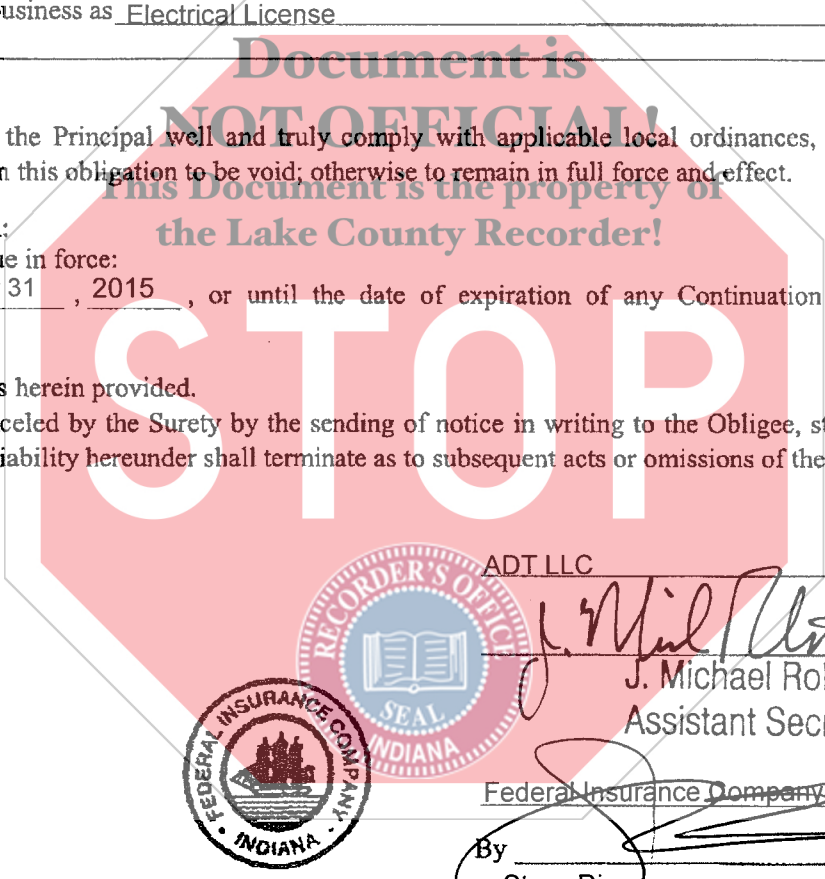 usiness as Electrical License
Document is
NOT OFFICIAL!
the Principal well and truly comply with applicable local ordinances,
this obligation to be void; otherwise to remain in full force and effect.
This Document is the property of
the Lake County Recorder!
in force:
31 , 2015 , or until the date of expiration of any Continuation
STOP
herein provided.
celed by the Surety by the sending of notice in writing to the Obligee, st
iability hereunder shall terminate as to subsequent acts or omissions of the
ADT LLC
RECORDER'S OFFICE
SEAL
INDIANA
J. Michael Ro
Assistant Secr
FEDERAL INSURANCE COMPANY
INDIANA
Federal Insurance Company
By